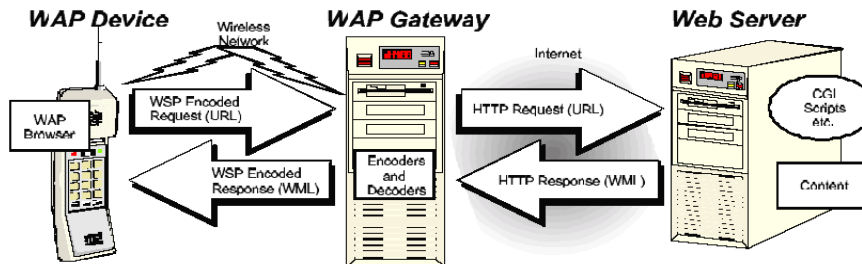 WAP Device
Wireless
Network
WAP Gateway
Web Server
Internet
WAP
Browser
WSP Encoded
Request (URL)
HTTP Request (URL)
CGI
Scripts
etc.
WSP Encoded
Response (WML)
Encoders
and
Decoders
HTTP Response (WML)
Content